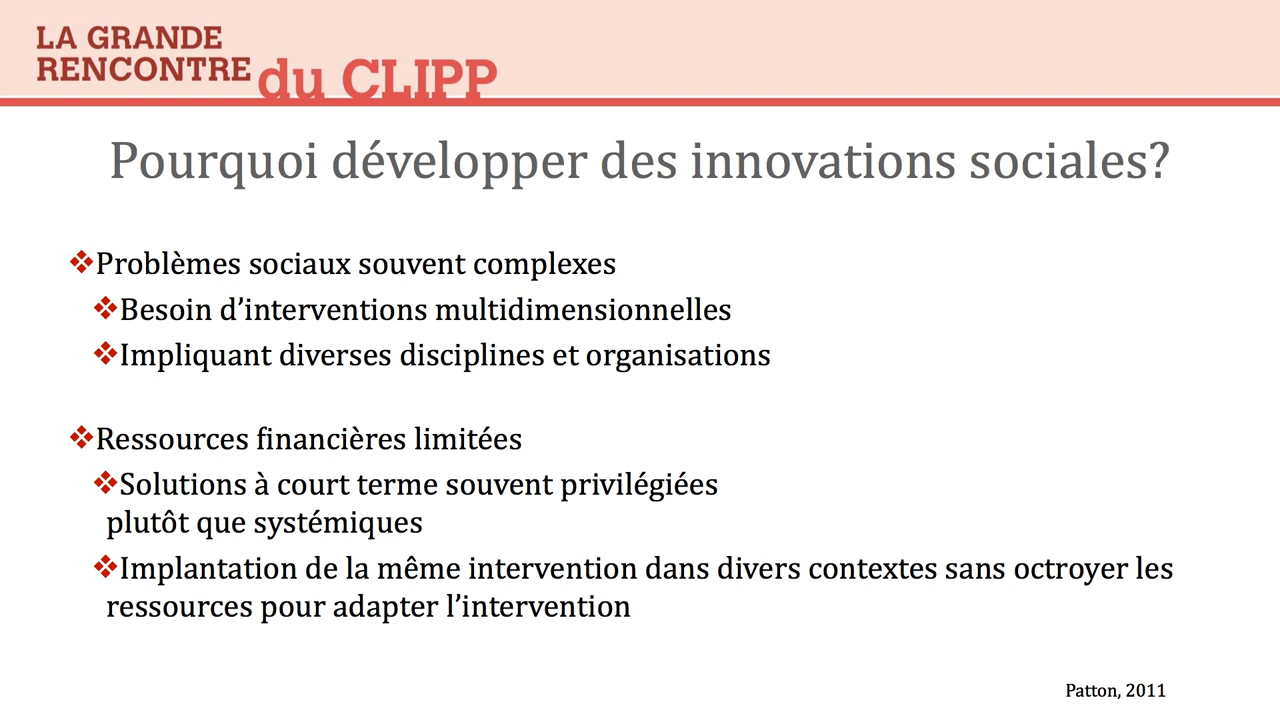 LA GRANDE
RENCONTRE du CLIPP
Pourquoi développer des innovations sociales?
❖Problèmes sociaux souvent complexes
❖Besoin d’interventions multidimensionnelles
❖Impliquant diverses disciplines et organisations
❖Ressources financières limitées
❖Solutions à court terme souvent privilégiées
plutôt que systémiques
❖Implantation de la même intervention dans divers contextes sans octroyer les
ressources pour adapter l’intervention
Patton, 2011